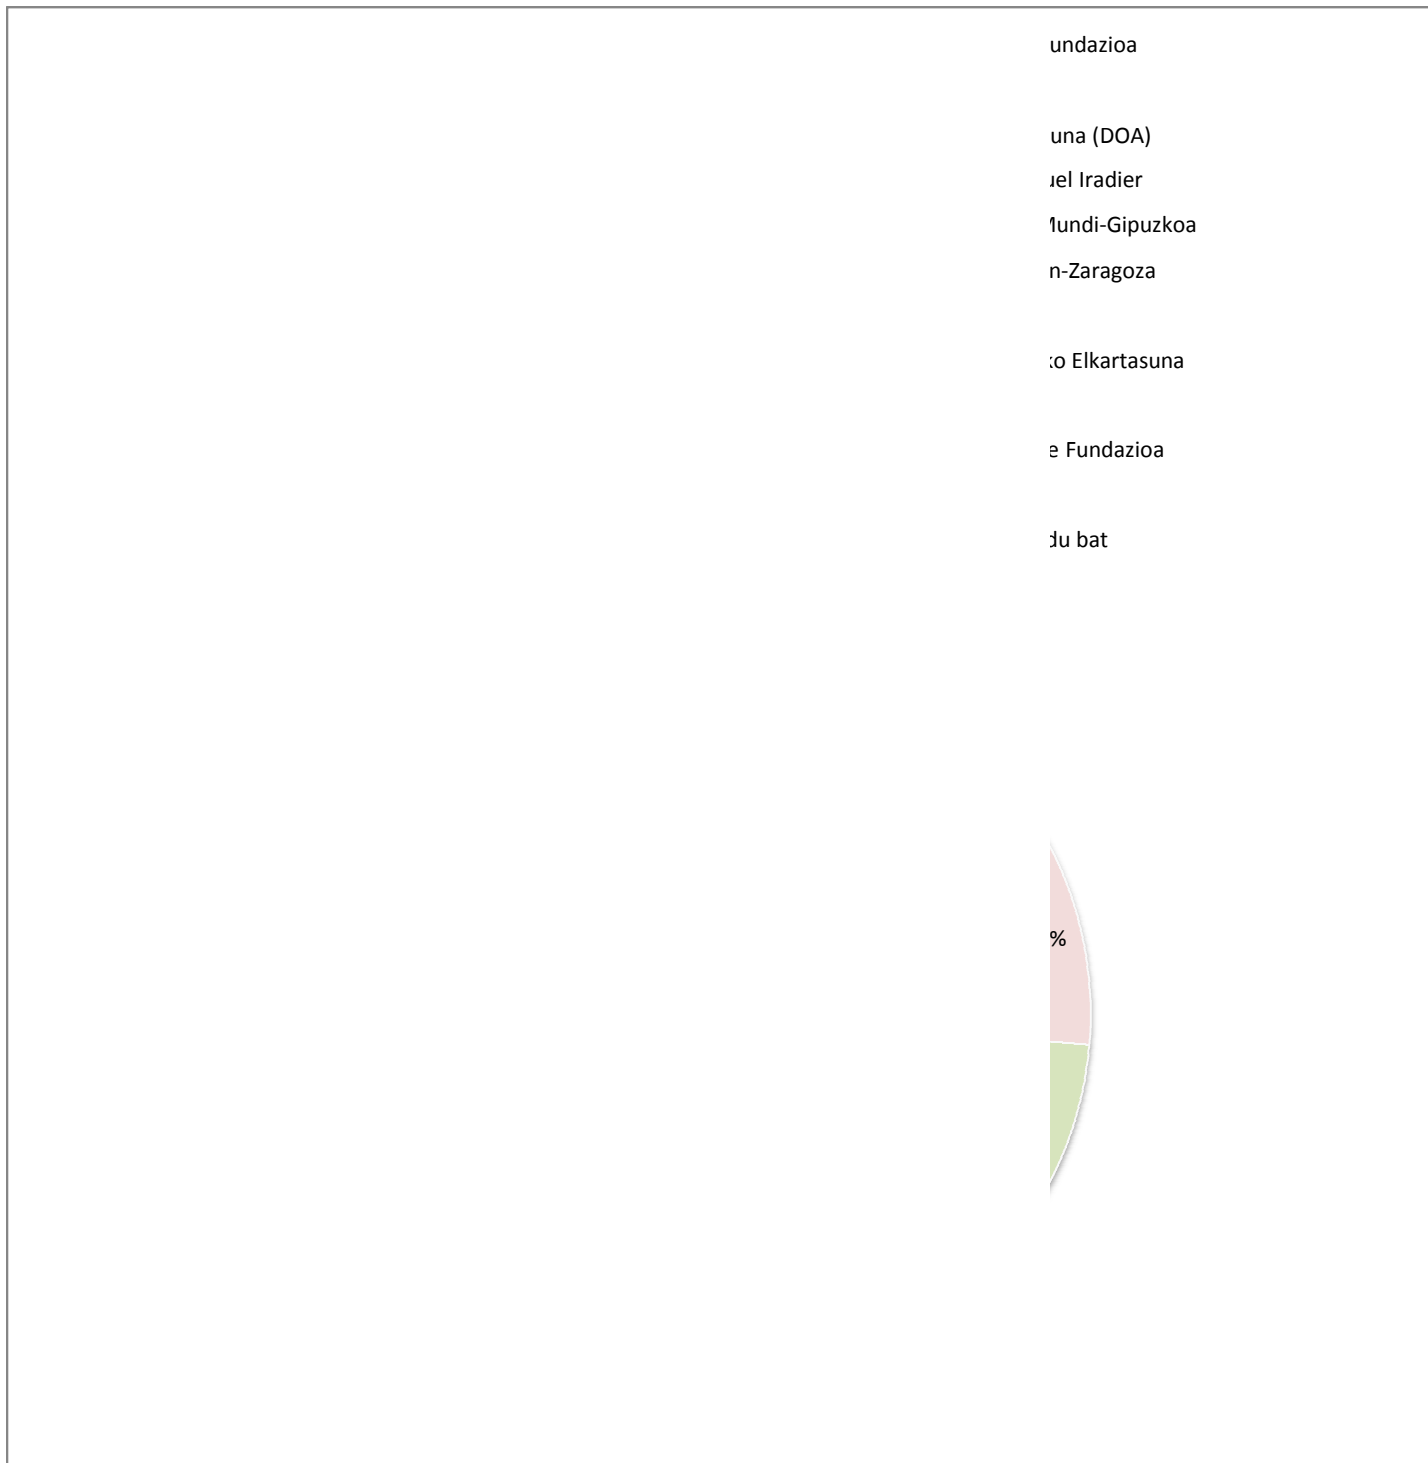 undazioa
una (DOA)
uel Iradier
Mundi-Gipuzkoa
n-Zaragoza
ko Elkartasuna
e Fundazioa
du bat
%